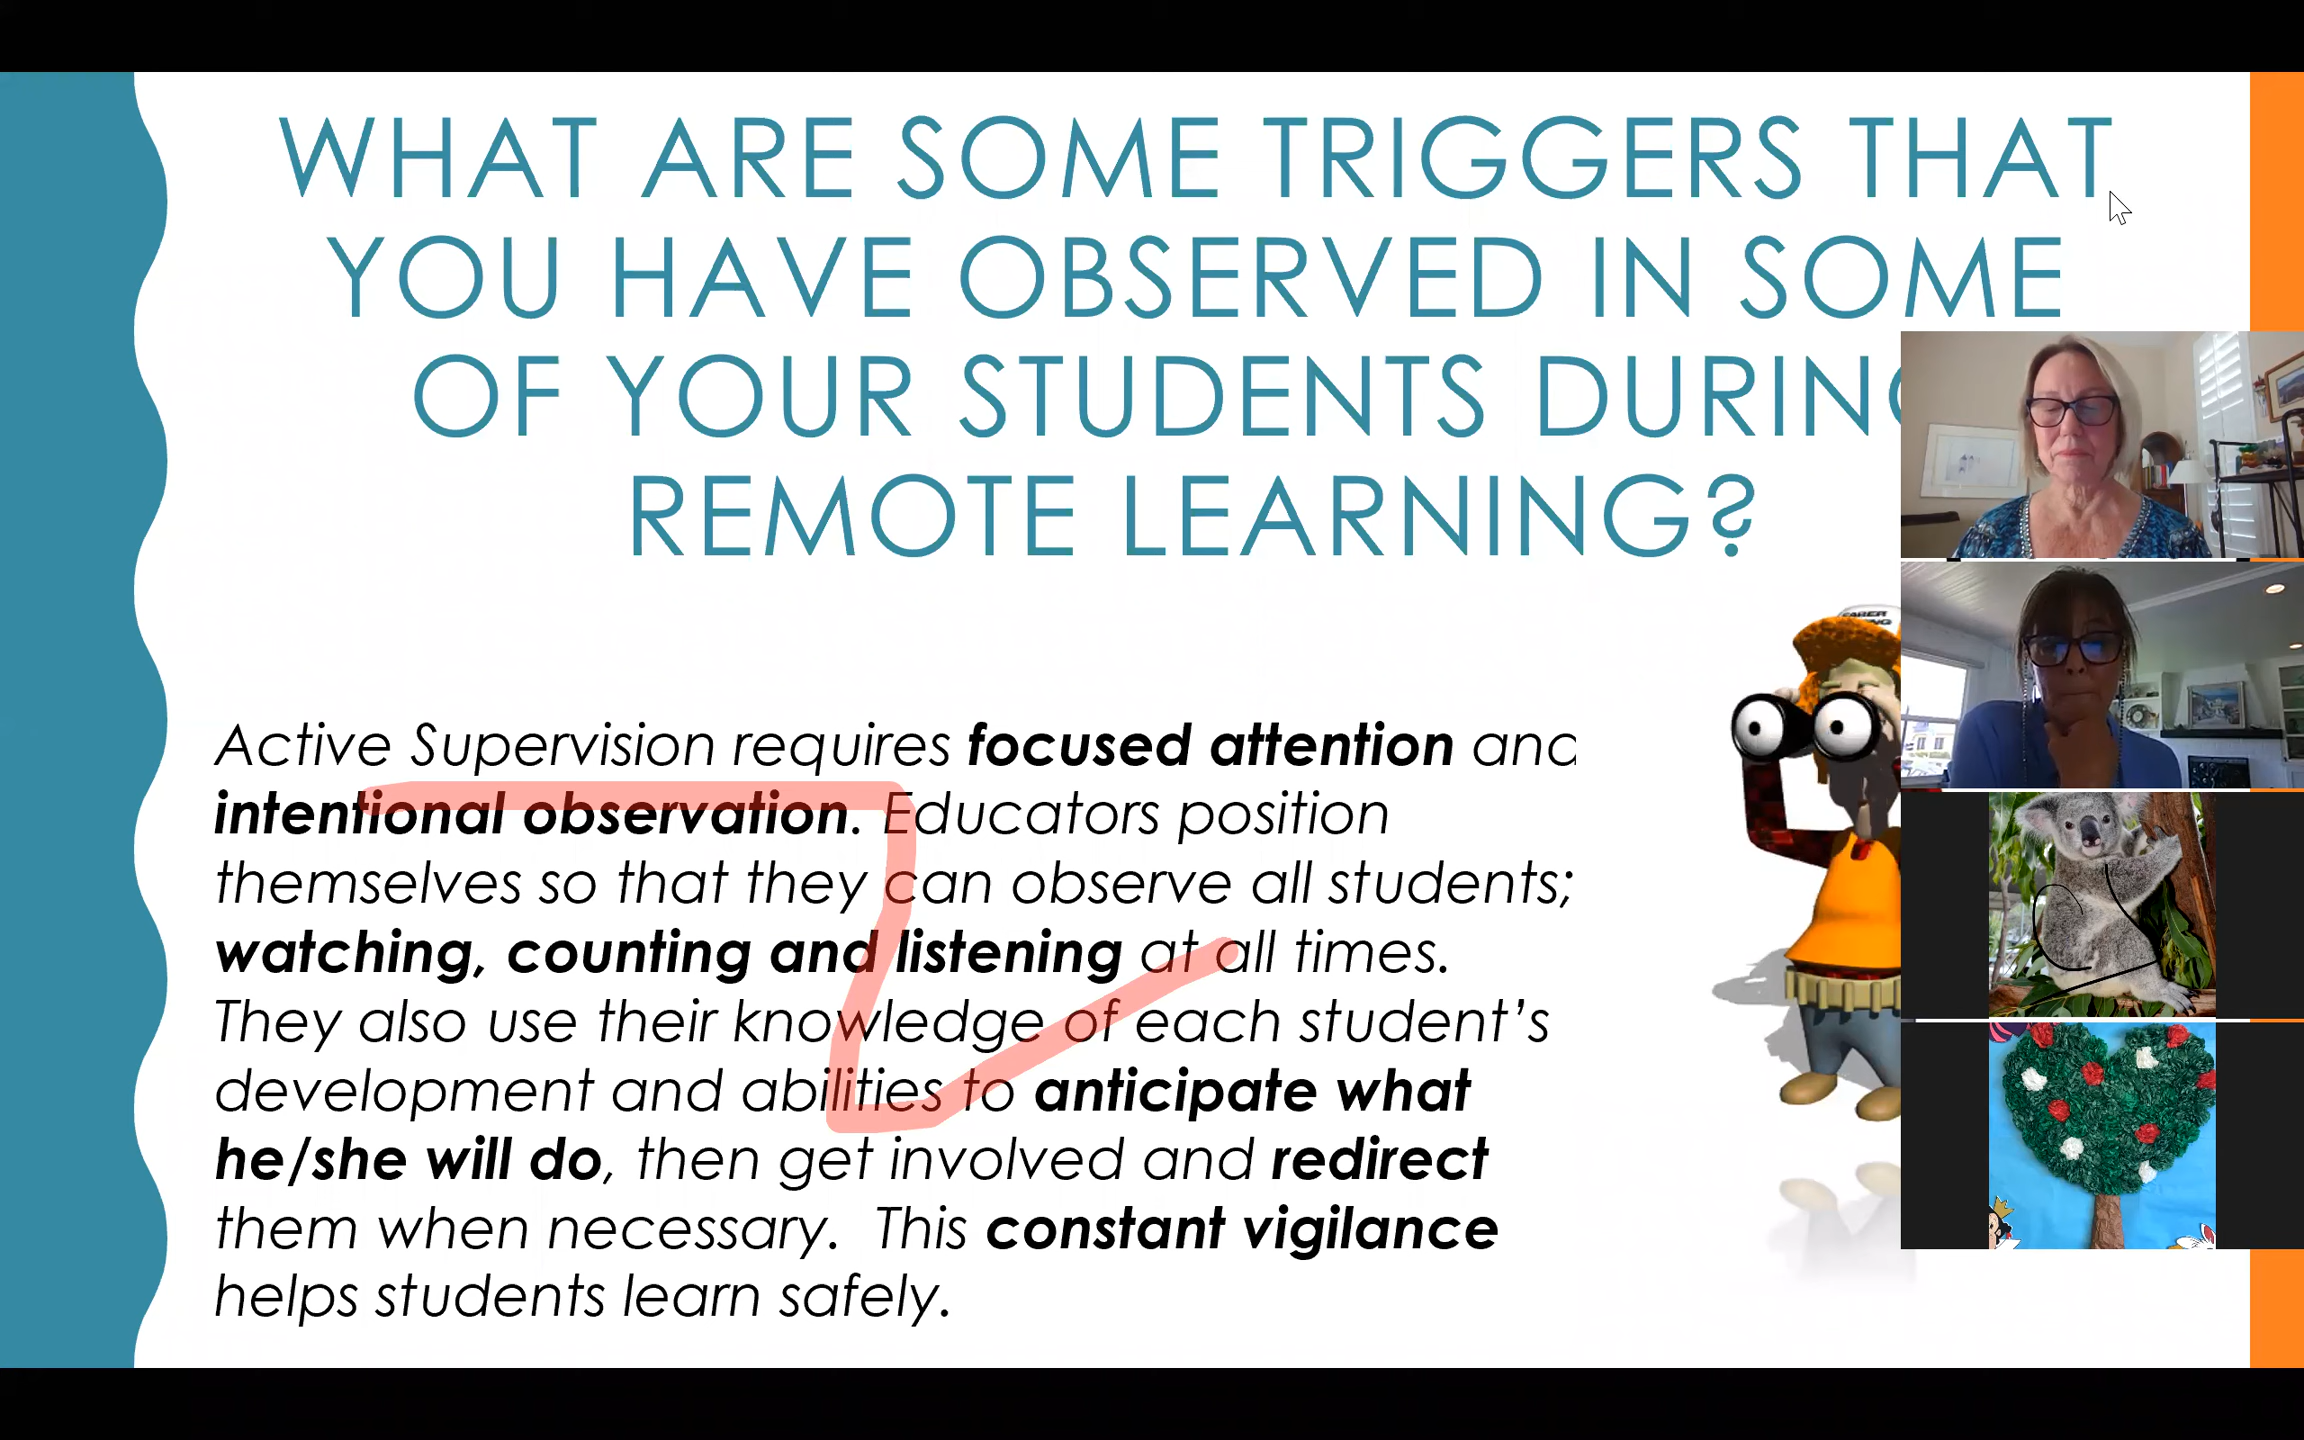 WHAT ARE SOME TRIGGERS THAT
YOU HAVE OBSERVED IN SOME
OF YOUR STUDENTS DURING
REMOTE LEARNING?
Active Supervision requires focused attention and
intentional observation. Educators position
themselves so that they can observe all students;
watching, counting and listening at all times.
They also use their knowledge of each student’s
development and abilities to anticipate what
he/she will do, then get involved and redirect
them when necessary.  This constant vigilance
helps students learn safely.